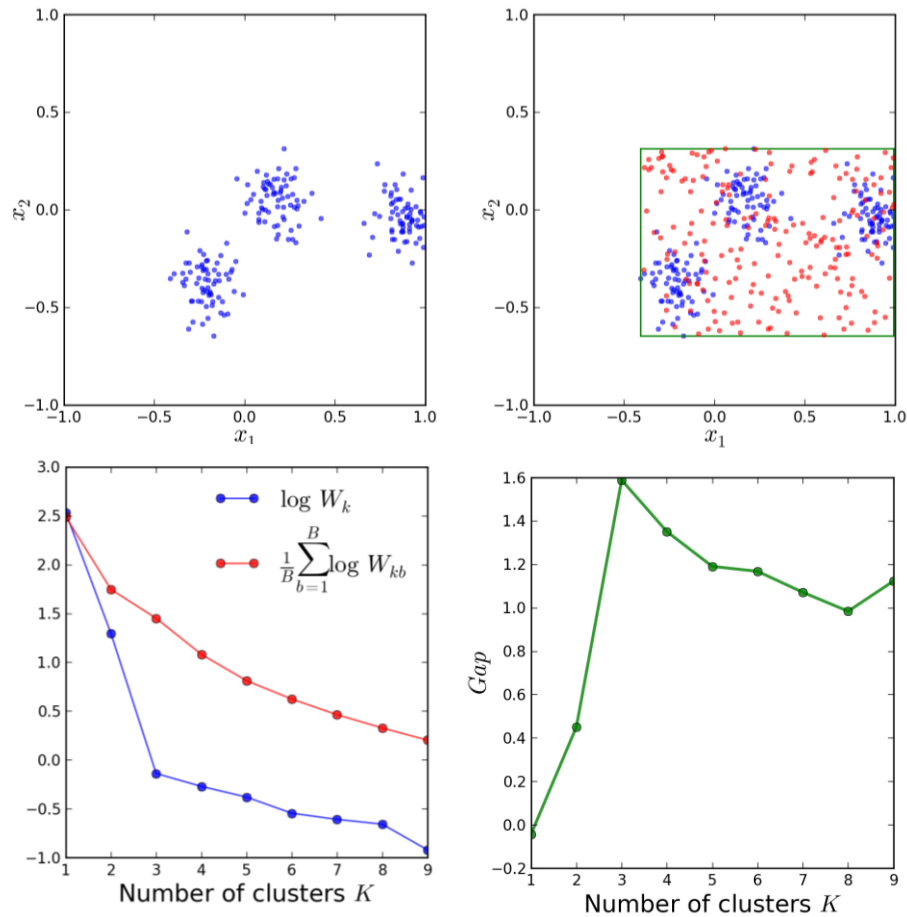 1.0
0.5
0.0
−0.5
−1.0
x₂
−1.0 −0.5 0.0 0.5 1.0
x₁
1.0
0.5
0.0
−0.5
−1.0
x₂
−1.0 −0.5 0.0 0.5 1.0
x₁
3.0
2.5
2.0
1.5
1.0
0.5
0.0
−0.5
−1.0
log W_k
1/B ∑_{b=1}^{B} log W_{kb}
1 2 3 4 5 6 7 8 9
Number of clusters K
1.6
1.4
1.2
1.0
0.8
0.6
0.4
0.2
0.0
−0.2
Gap
1 2 3 4 5 6 7 8 9
Number of clusters K